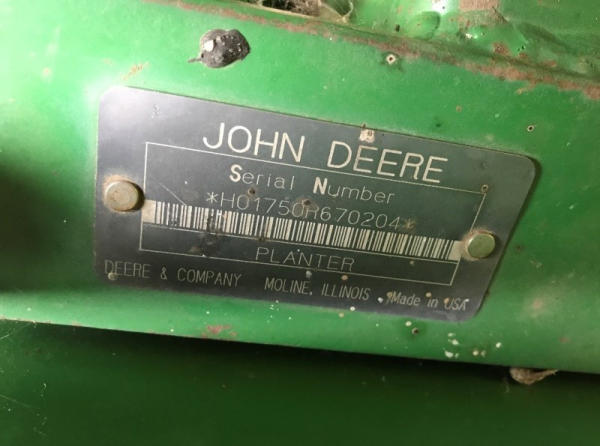 JOHN DEERE
Serial Number
*H01750R670204*
PLANTER
DEERE & COMPANY MOLINE, ILLINOIS . Made in USA